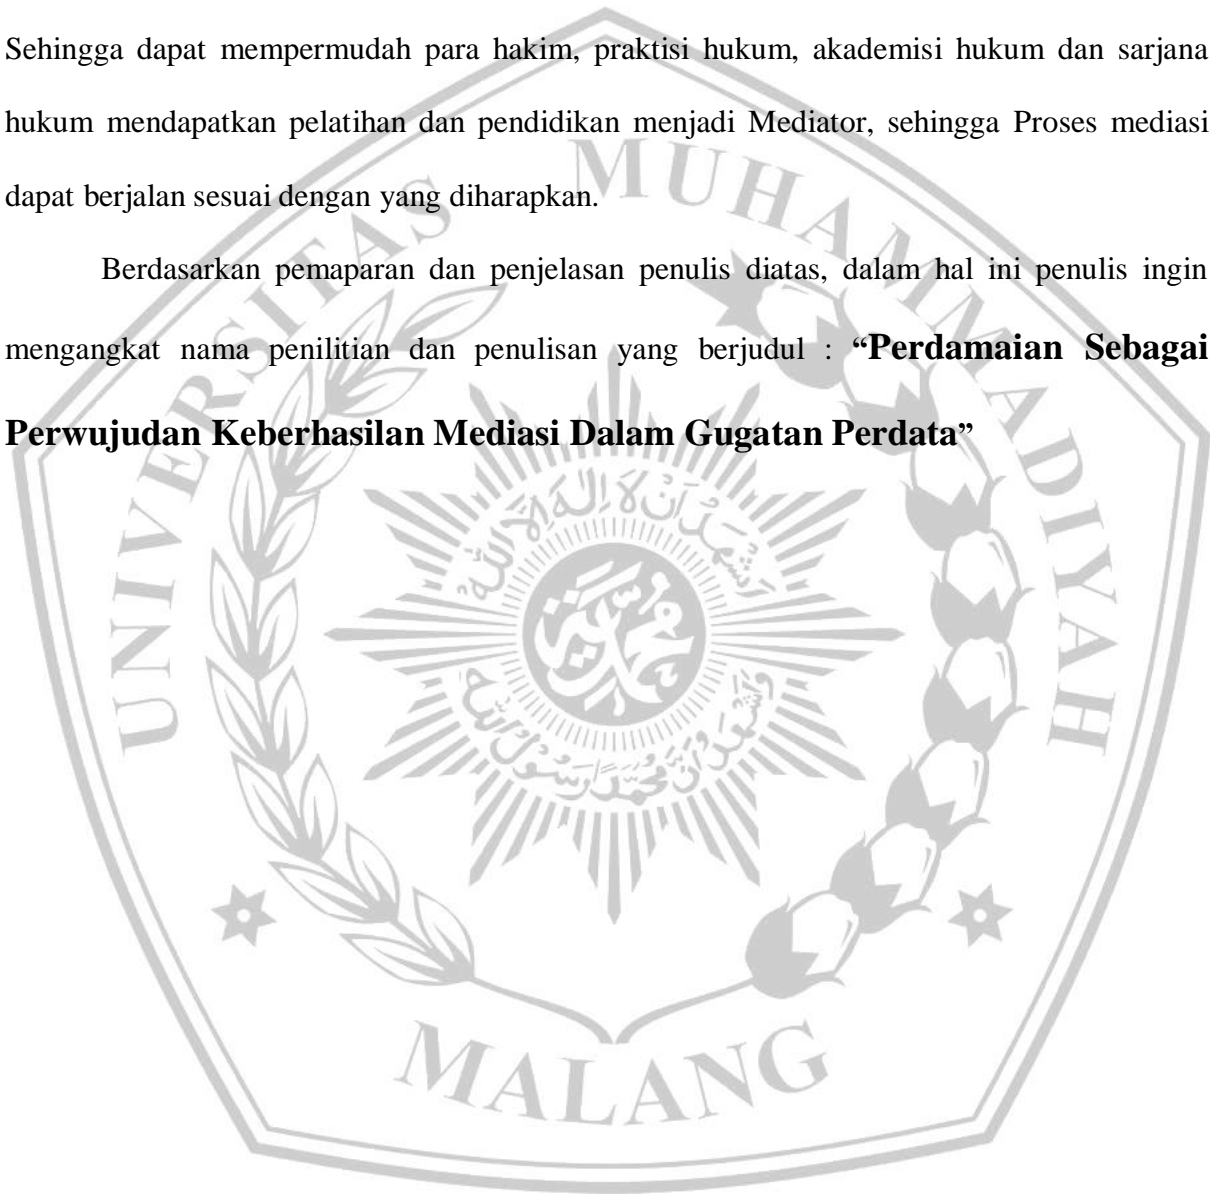 Sehingga dapat mempermudah para hakim, praktisi hukum, akademisi hukum dan sarjana
hukum mendapatkan pelatihan dan pendidikan menjadi Mediator, sehingga Proses mediasi
dapat berjalan sesuai dengan yang diharapkan.
Berdasarkan pemaparan dan penjelasan penulis diatas, dalam hal ini penulis ingin
mengangkat nama penilitian dan penulisan yang berjudul : “Perdamaian Sebagai
Perwujudan Keberhasilan Mediasi Dalam Gugatan Perdata”
UNIVERSITAS MUHAMMADIYAH
MALANG